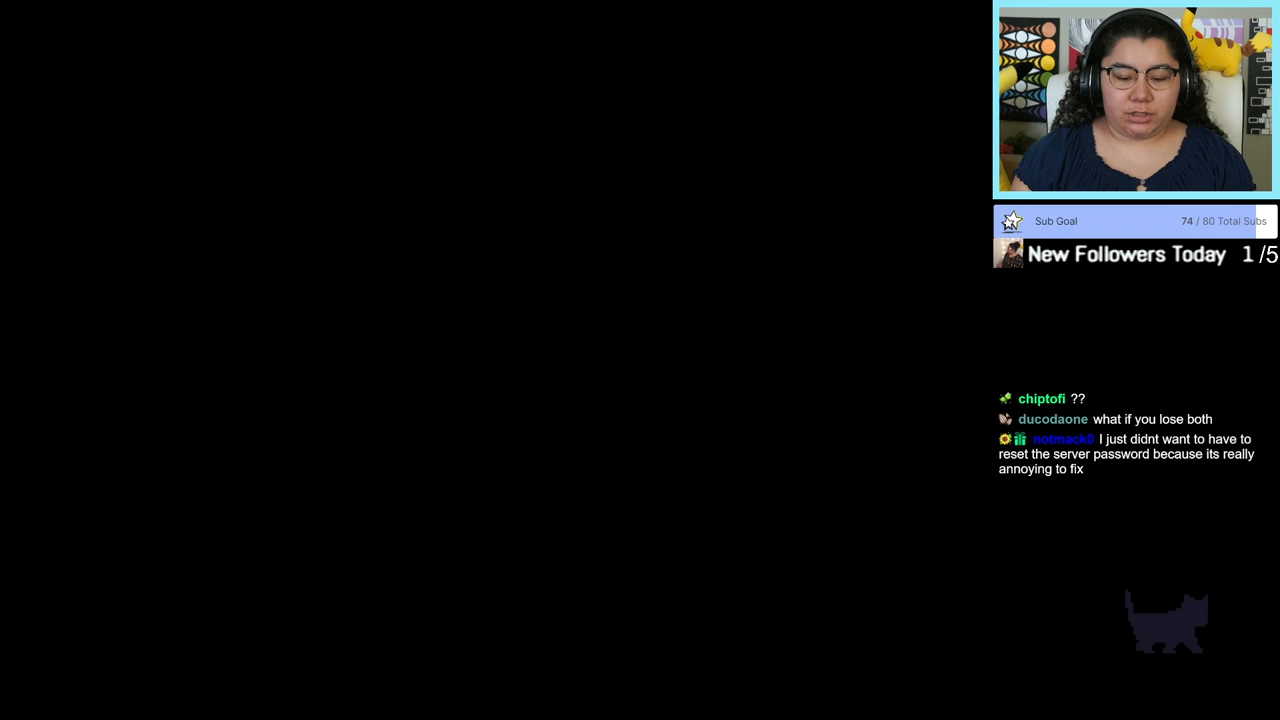 Sub Goal 74 / 80 Total Subs
New Followers Today 1 /5
chiptofi ??
ducodaone what if you lose both
notmack0 I just didnt want to have to
reset the server password because its really
annoying to fix